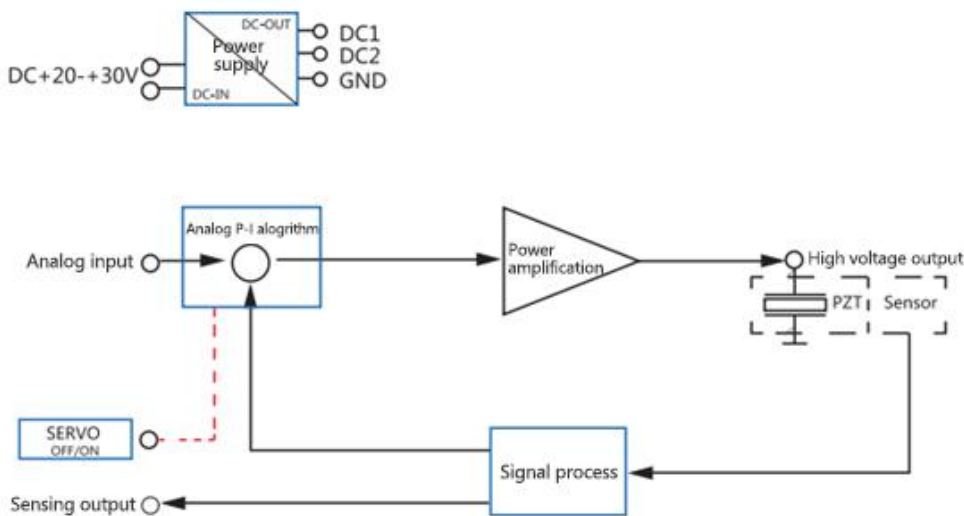 DC-OUT
DC1
Power
supply
DC2
DC+20-+30V
GND
DC-IN
Analog P-I alogrithm
Analog input
Power
amplification
High voltage output
PZT
Sensor
SERVO
OFF/ON
Signal process
Sensing output